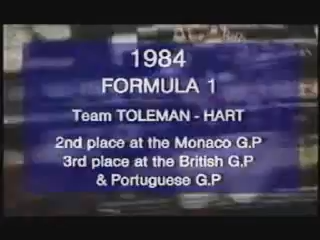 1984
FORMULA 1
Team TOLEMAN - HART
2nd place at the Monaco G.P
3rd place at the British G.P
& Portuguese G.P